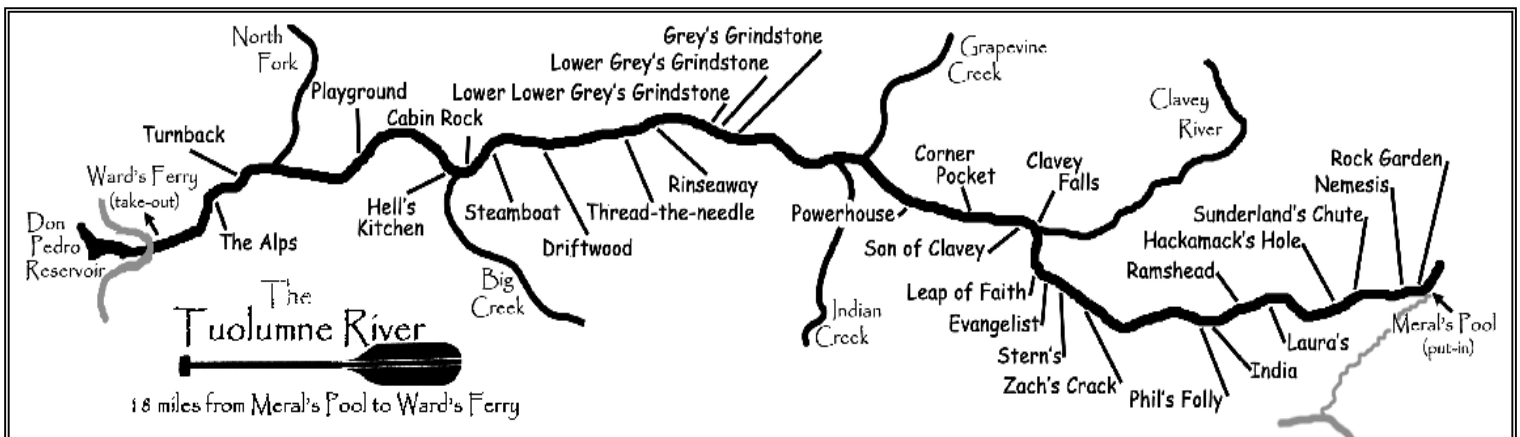 North
Fork
Playground
Turnback
Ward's Ferry
(take-out)
Don
Pedro
Reservoir
The Alps
Cabin Rock
Hell's
Kitchen
Big
Creek
Steamboat
Driftwood
Thread-the-needle
Rinseaway
Lower Lower Grey's Grindstone
Lower Grey's Grindstone
Grey's Grindstone
Grapevine
Creek
Indian
Creek
Powerhouse
Corner
Pocket
Son of Clavey
Clavey
Falls
Clavey
River
Leap of Faith
Evangelist
Stern's
Zach's Crack
Phil's Folly
India
Ramshead
Laura's
Hackamack's Hole
Sunderland's Chute
Nemesis
Rock Garden
Meral's Pool
(put-in)
The
Tuolumne River
18 miles from Meral's Pool to Ward's Ferry